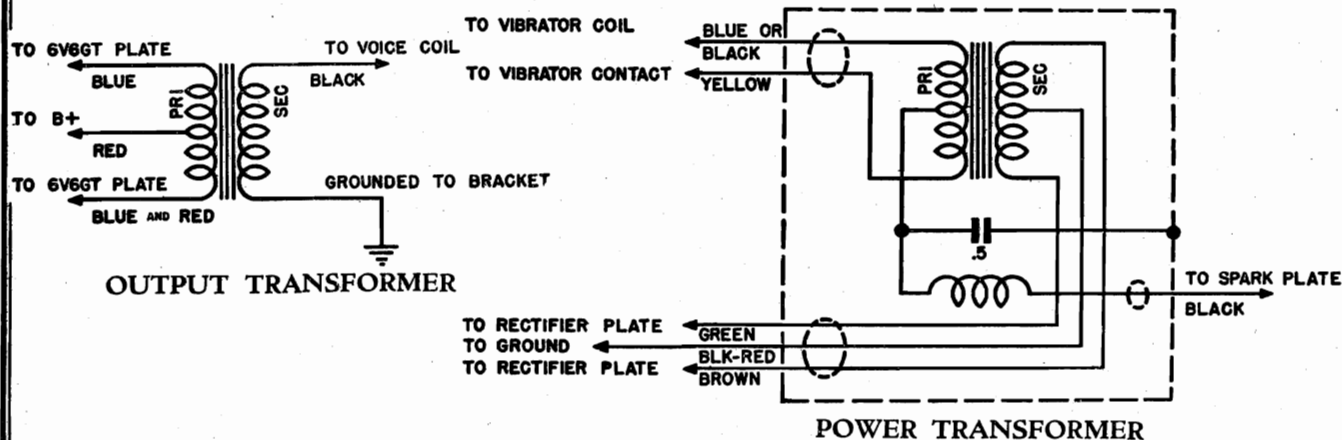 TO 6V6GT PLATE
BLUE
TO B+
RED
TO 6V6GT PLATE
BLUE AND RED
PRI
SEC
TO VOICE COIL
BLACK
GROUNDED TO BRACKET
OUTPUT TRANSFORMER
TO VIBRATOR COIL
BLUE OR
BLACK
TO VIBRATOR CONTACT
YELLOW
PRI
SEC
.5
TO SPARK PLATE
BLACK
TO RECTIFIER PLATE
GREEN
TO GROUND
BLK-RED
TO RECTIFIER PLATE
BROWN
POWER TRANSFORMER